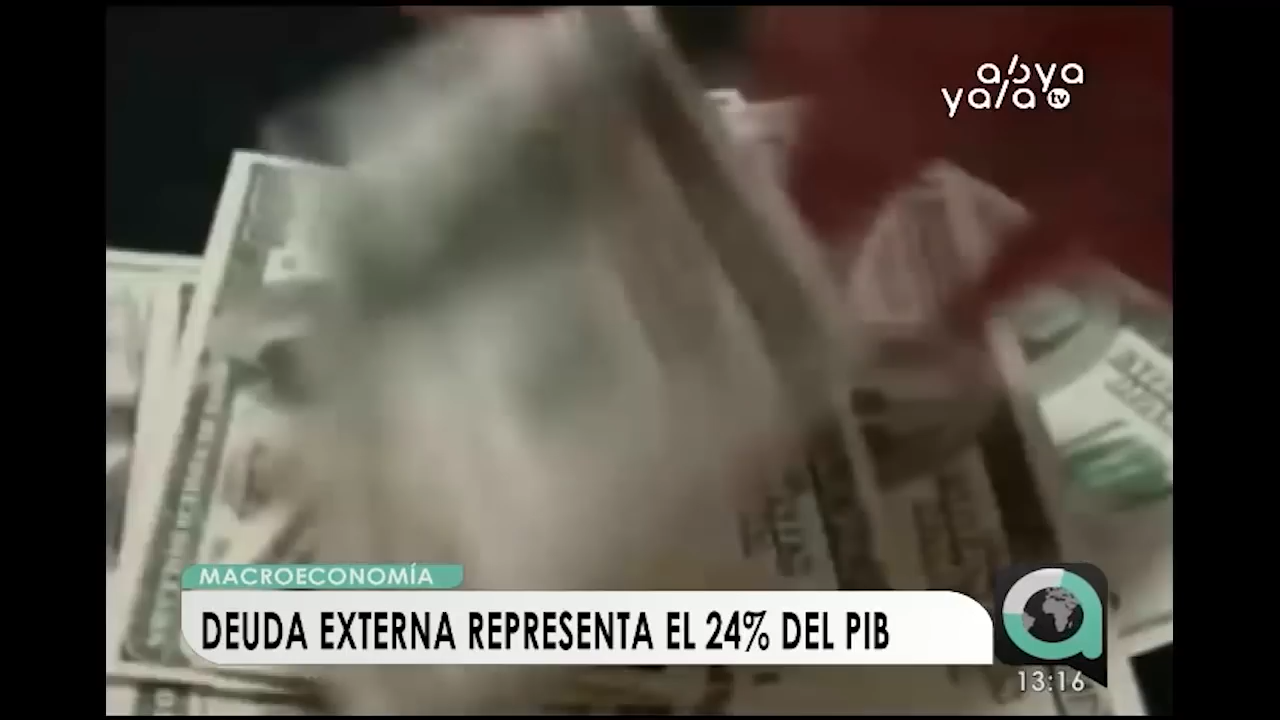 abya
yala tv
MACROECONOMÍA
DEUDA EXTERNA REPRESENTA EL 24% DEL PIB
13:16